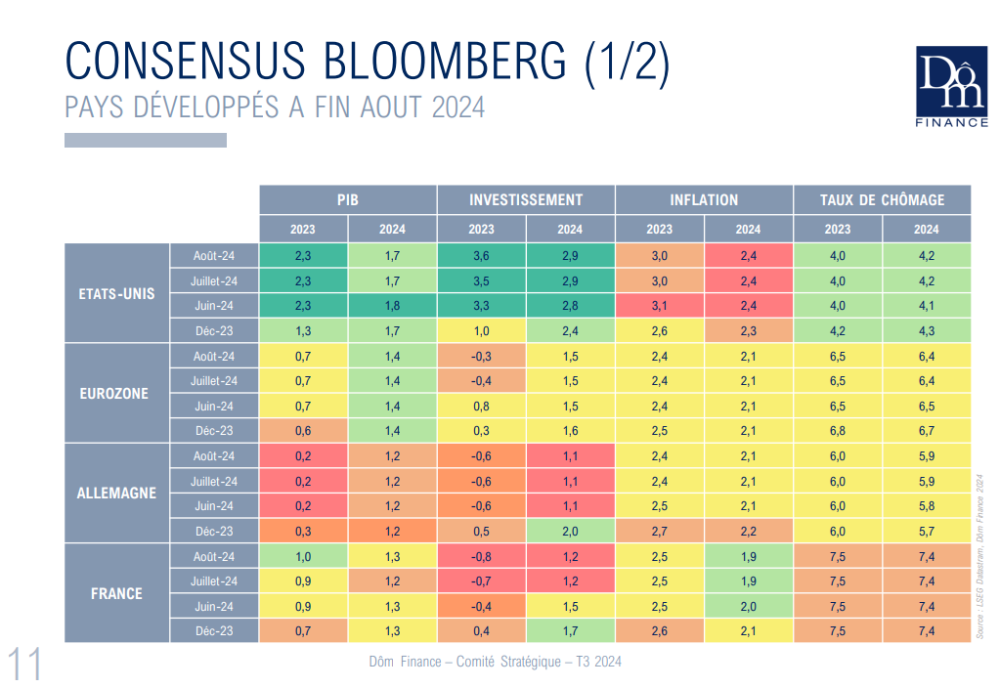 CONSENSUS BLOOMBERG (1/2)
PAYS DÉVELOPPÉS A FIN AOUT 2024
Dôm
FINANCE
PIB INVESTISSEMENT INFLATION TAUX DE CHÔMAGE
2023 2024 2023 2024 2023 2024 2023 2024
ETATS-UNIS
Août-24 2,3 1,7 3,6 2,9 3,0 2,4 4,0 4,2
Juillet-24 2,3 1,7 3,5 2,9 3,0 2,4 4,0 4,2
Juin-24 2,3 1,8 3,3 2,8 3,1 2,4 4,0 4,1
Déc-23 1,3 1,7 1,0 2,4 2,6 2,3 4,2 4,3
EUROZONE
Août-24 0,7 1,4 -0,3 1,5 2,4 2,1 6,5 6,4
Juillet-24 0,7 1,4 -0,4 1,5 2,4 2,1 6,5 6,4
Juin-24 0,7 1,4 0,8 1,5 2,4 2,1 6,5 6,5
Déc-23 0,6 1,4 0,3 1,6 2,5 2,1 6,8 6,7
ALLEMAGNE
Août-24 0,2 1,2 -0,6 1,1 2,4 2,1 6,0 5,9
Juillet-24 0,2 1,2 -0,6 1,1 2,4 2,1 6,0 5,9
Juin-24 0,2 1,2 -0,6 1,1 2,5 2,1 6,0 5,8
Déc-23 0,3 1,2 0,5 2,0 2,7 2,2 6,0 5,7
FRANCE
Août-24 1,0 1,3 -0,8 1,2 2,5 1,9 7,5 7,4
Juillet-24 0,9 1,2 -0,7 1,2 2,5 1,9 7,5 7,4
Juin-24 0,9 1,3 -0,4 1,5 2,5 2,0 7,5 7,4
Déc-23 0,7 1,3 0,4 1,7 2,6 2,1 7,5 7,4
Source : LSEG Datastram, Dôm Finance 2024
11
Dôm Finance – Comité Stratégique – T3 2024